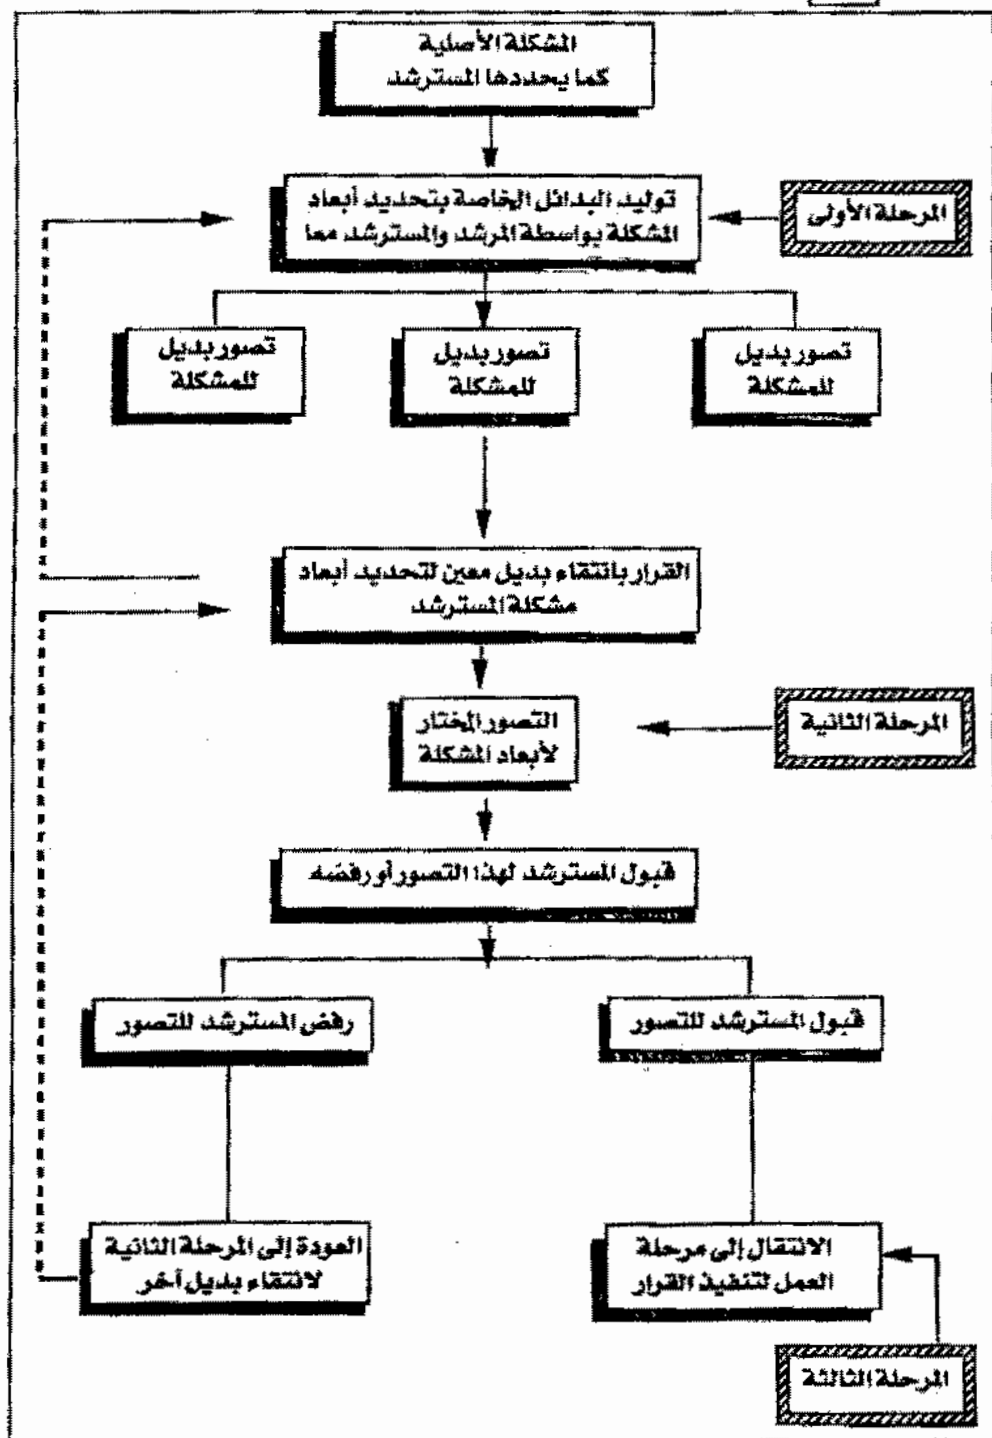 المشكلة الأصلية
كما يحددها المسترشد
توليد البدائل الخاصة بتحديد أبعاد
المشكلة بواسطة المرشد والمسترشد معا
المرحلة الأولى
تصور بديل
للمشكلة
تصور بديل
للمشكلة
تصور بديل
للمشكلة
القرار بانتقاء بديل معين لتحديد أبعاد
مشكلة المسترشد
التصور المختار
لأبعاد المشكلة
المرحلة الثانية
قبول المسترشد لهذا التصور أو رفضه
قبول المسترشد للتصور
رفض المسترشد للتصور
الانتقال إلى مرحلة
العمل لتنفيذ القرار
العودة إلى المرحلة الثانية
لانتقاء بديل آخر
المرحلة الثالثة